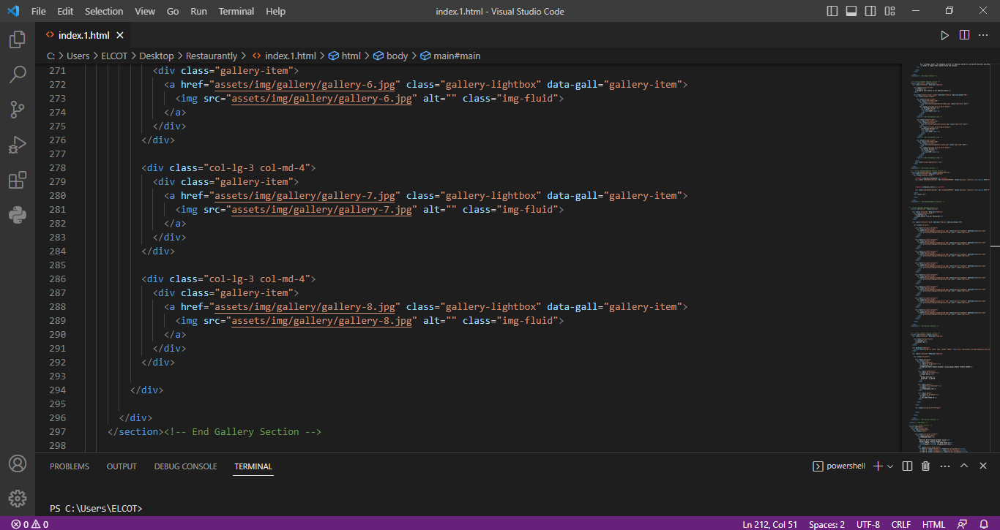 File Edit Selection View Go Run Terminal Help index.1.html - Visual Studio Code
<> index.1.html ×
C: > Users > ELCOT > Desktop > Restaurantly > <> index.1.html > html > body > main#main
271 <div class="gallery-item">
272 <a href="assets/img/gallery/gallery-6.jpg" class="gallery-lightbox" data-gall="gallery-item">
273 <img src="assets/img/gallery/gallery-6.jpg" alt="" class="img-fluid">
274 </a>
275 </div>
276 </div>
277
278 <div class="col-lg-3 col-md-4">
279 <div class="gallery-item">
280 <a href="assets/img/gallery/gallery-7.jpg" class="gallery-lightbox" data-gall="gallery-item">
281 <img src="assets/img/gallery/gallery-7.jpg" alt="" class="img-fluid">
282 </a>
283 </div>
284 </div>
285
286 <div class="col-lg-3 col-md-4">
287 <div class="gallery-item">
288 <a href="assets/img/gallery/gallery-8.jpg" class="gallery-lightbox" data-gall="gallery-item">
289 <img src="assets/img/gallery/gallery-8.jpg" alt="" class="img-fluid">
290 </a>
291 </div>
292 </div>
293
294 </div>
295
296 </div>
297 </section><!-- End Gallery Section -->
298
PROBLEMS OUTPUT DEBUG CONSOLE TERMINAL powershell
PS C:\Users\ELCOT>
0 0 Ln 212, Col 51 Spaces: 2 UTF-8 CRLF HTML